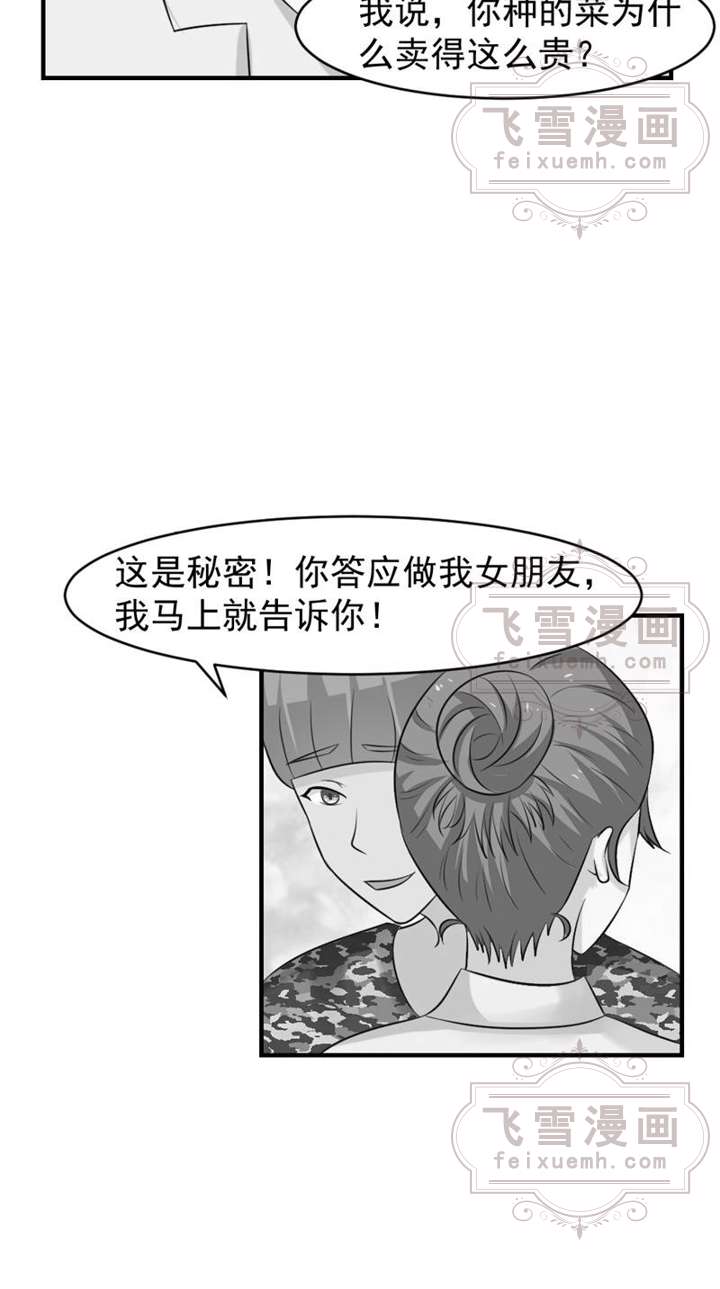 我说，你种的菜为什
么卖得这么贵？
飞雪漫画
feixuemh.com
这是秘密！你答应做我女朋友，
我马上就告诉你！
飞雪漫画
feixuemh.com
飞雪漫画
feixuemh.com